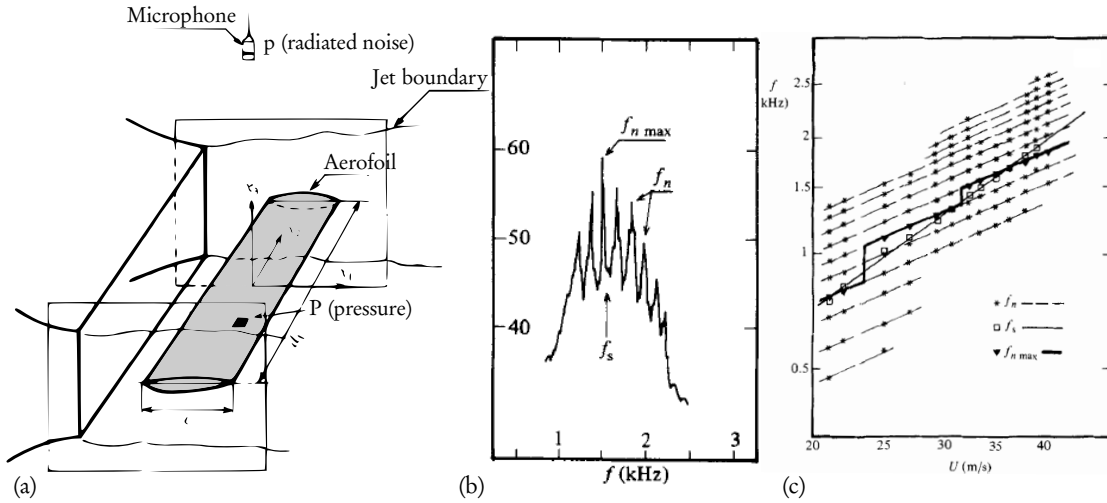 Microphone
p (radiated noise)
Jet boundary
Aerofoil
P (pressure)
(a)
60
50
40
f_n max
f_n
f_s
1 2 3
f (kHz)
(b)
f
kHz)
2.5
2
1.5
1
0.5
f_n
f_s
f_n max
20 25 30 35 40
U (m/s)
(c)